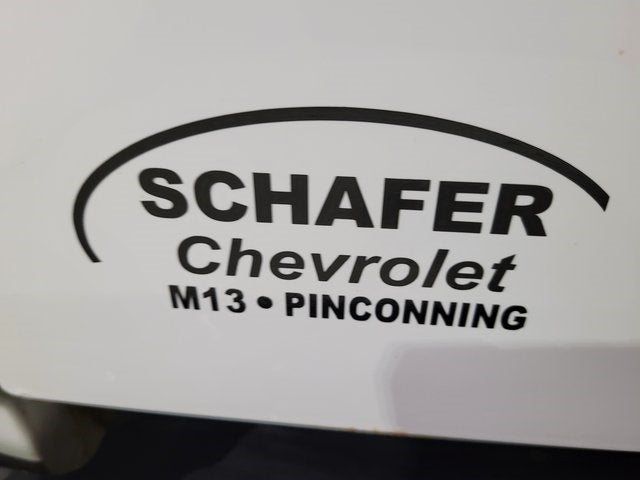 SCHAFER
Chevrolet
M13 • PINCONNING